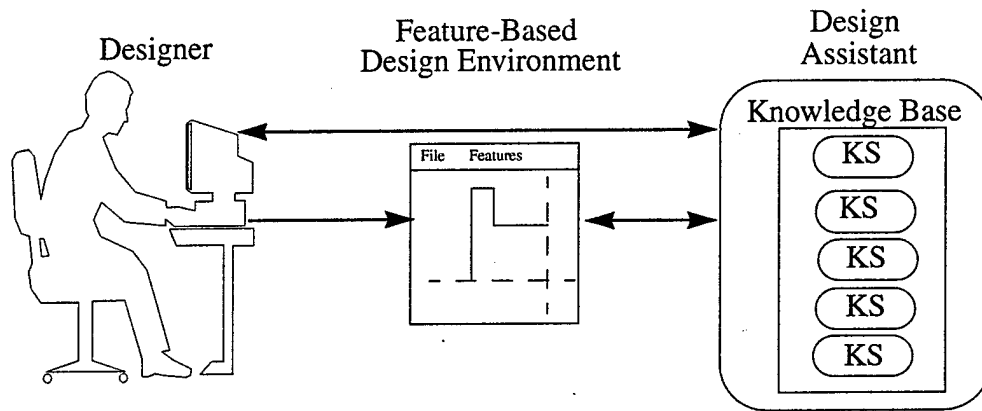 Designer
Feature-Based
Design Environment
Design
Assistant
Knowledge Base
File Features
KS
KS
KS
KS
KS